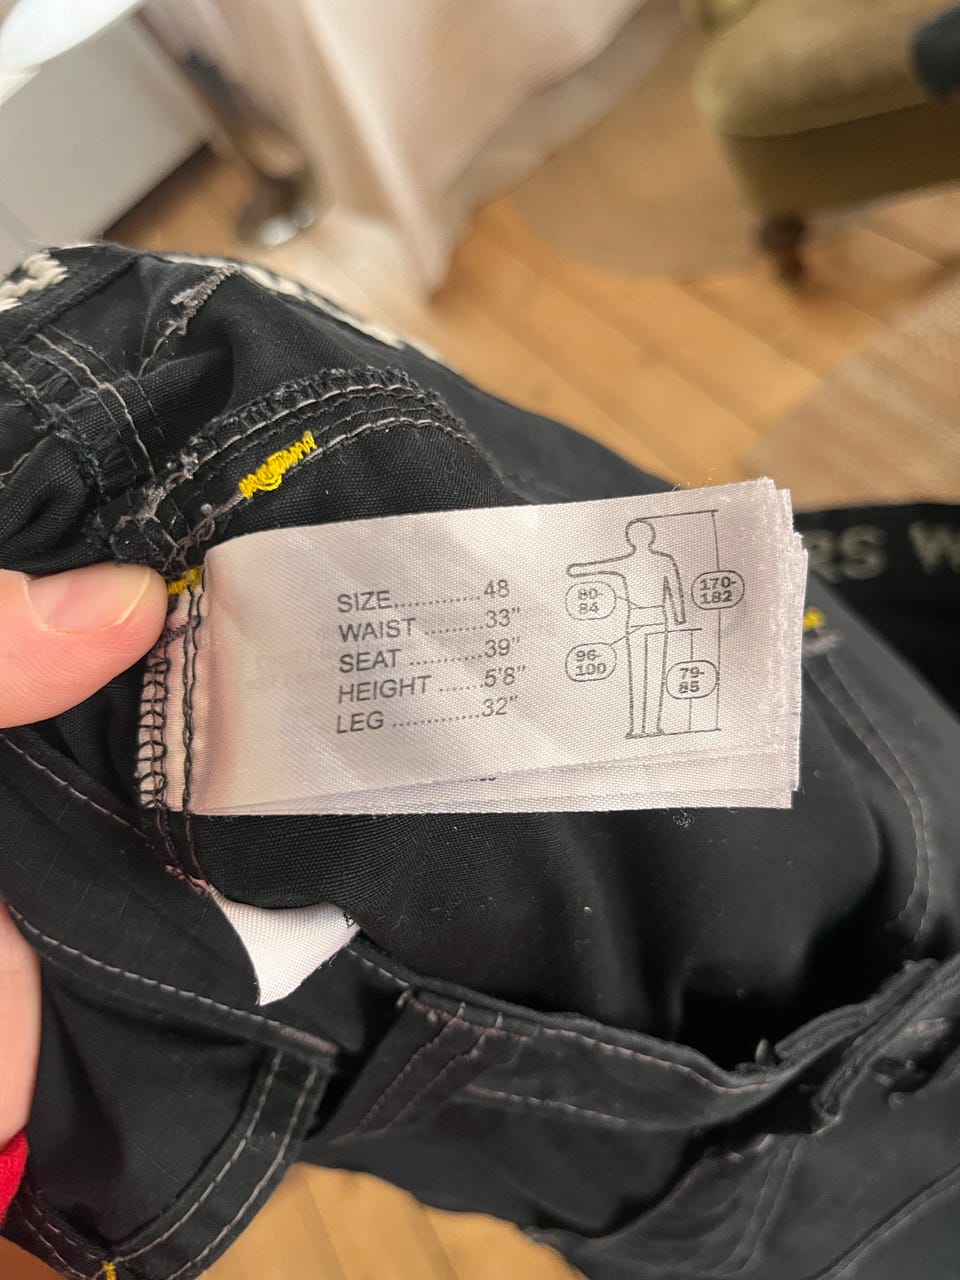 SIZE.............48
WAIST .........33"
SEAT ...........39"
HEIGHT .......5'8"
LEG .............32"
80-
84
170-
182
96-
100
79-
85
RS W